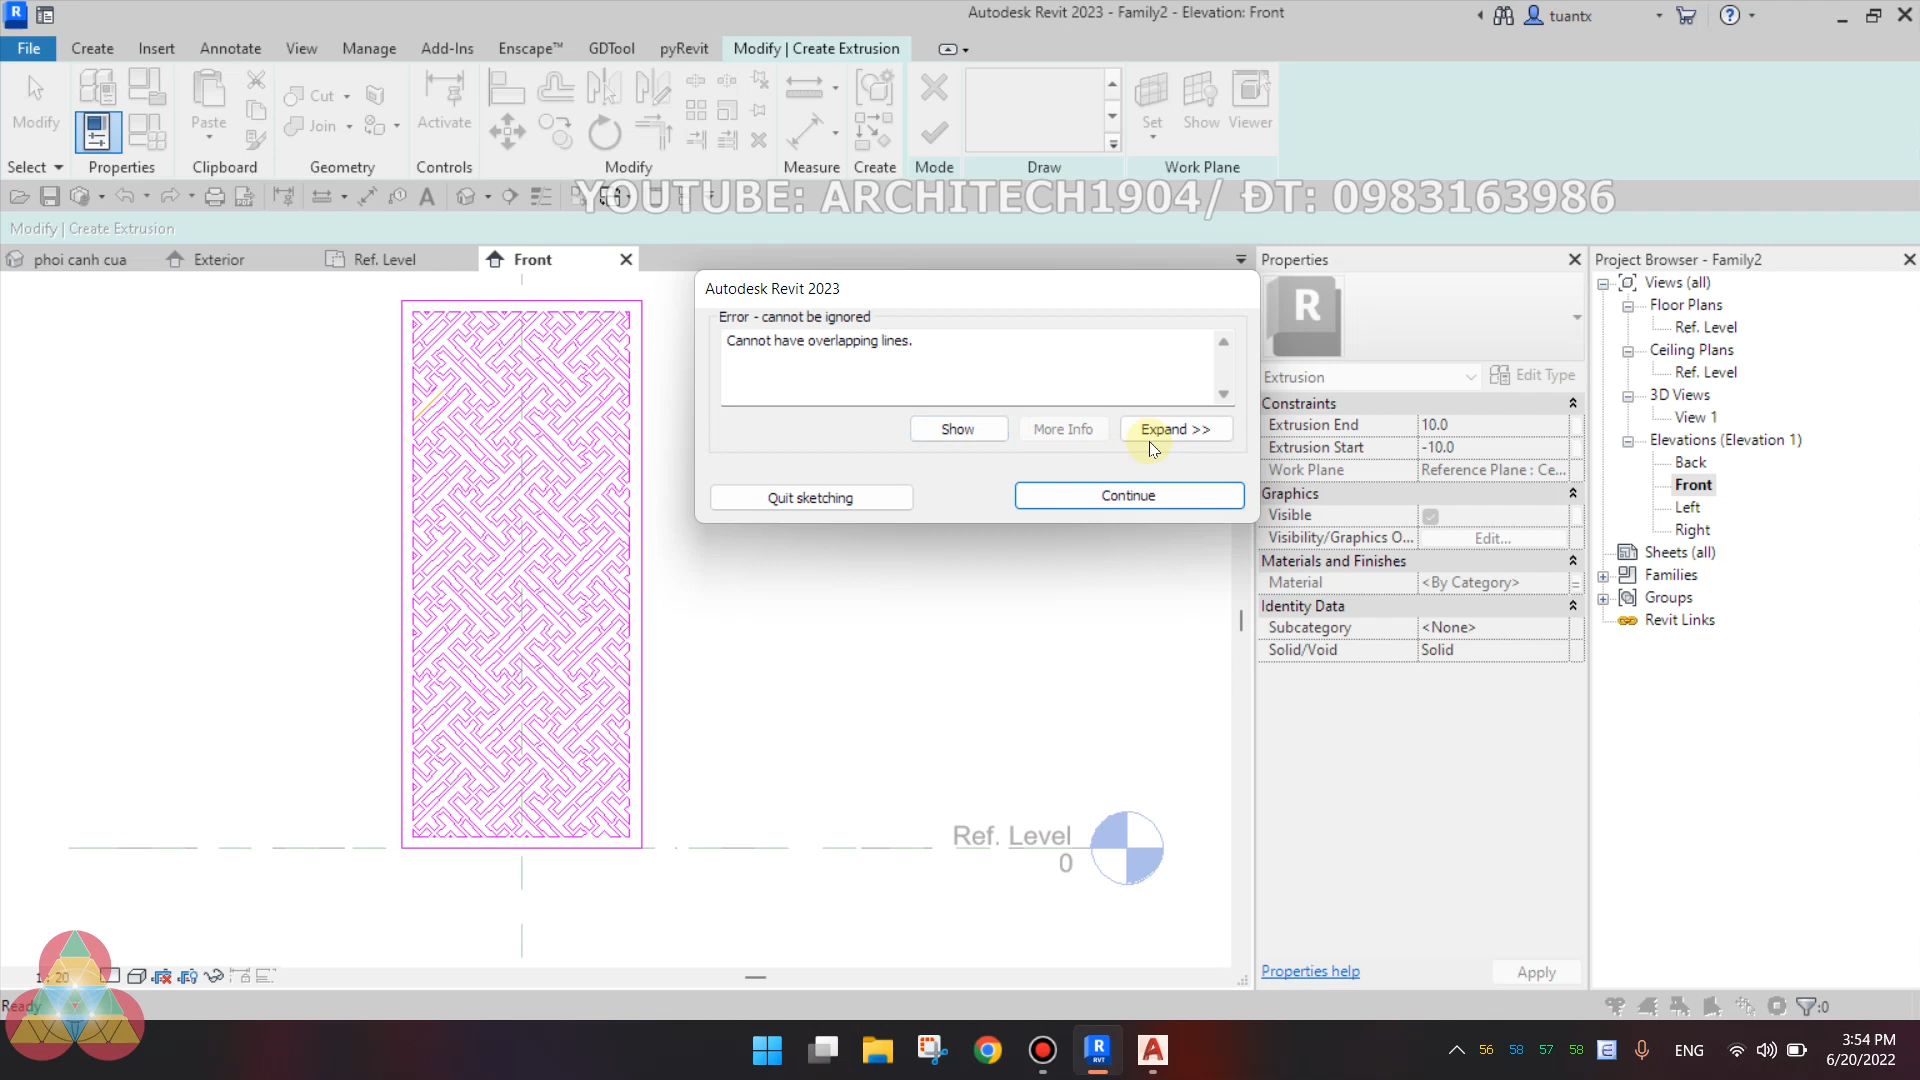 Autodesk Revit 2023 - Family2 - Elevation: Front
tuantx
File Create Insert Annotate View Manage Add-Ins Enscape™ GDTool pyRevit Modify | Create Extrusion
Modify
Paste
Cut
Join
Activate
Set Show Viewer
Select Properties Clipboard Geometry Controls Modify Measure Create Mode Draw Work Plane
YOUTUBE: ARCHITECH1904/ ĐT: 0983163986
Modify | Create Extrusion
phoi canh cua Exterior Ref. Level Front
Autodesk Revit 2023
Error - cannot be ignored
Cannot have overlapping lines.
Show More Info Expand >>
Quit sketching Continue
Ref. Level
0
Properties
R
Extrusion Edit Type
Constraints
Extrusion End 10.0
Extrusion Start -10.0
Work Plane Reference Plane : Ce...
Graphics
Visible
Visibility/Graphics O... Edit...
Materials and Finishes
Material <By Category>
Identity Data
Subcategory <None>
Solid/Void Solid
Properties help Apply
Project Browser - Family2
Views (all)
Floor Plans
Ref. Level
Ceiling Plans
Ref. Level
3D Views
View 1
Elevations (Elevation 1)
Back
Front
Left
Right
Sheets (all)
Families
Groups
Revit Links
Ready
:0
56 58 57 58 ENG
3:54 PM
6/20/2022